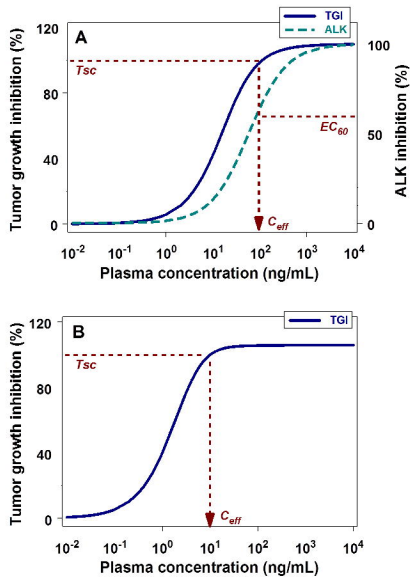 A
TGI
ALK
120
80
40
0
Tumor growth inhibition (%)
Tsc
EC60
Ceff
100
50
0
ALK inhibition (%)
10-2 10-1 100 101 102 103 104
Plasma concentration (ng/mL)
B
TGI
120
80
40
0
Tumor growth inhibition (%)
Tsc
Ceff
10-2 10-1 100 101 102 103 104
Plasma concentration (ng/mL)